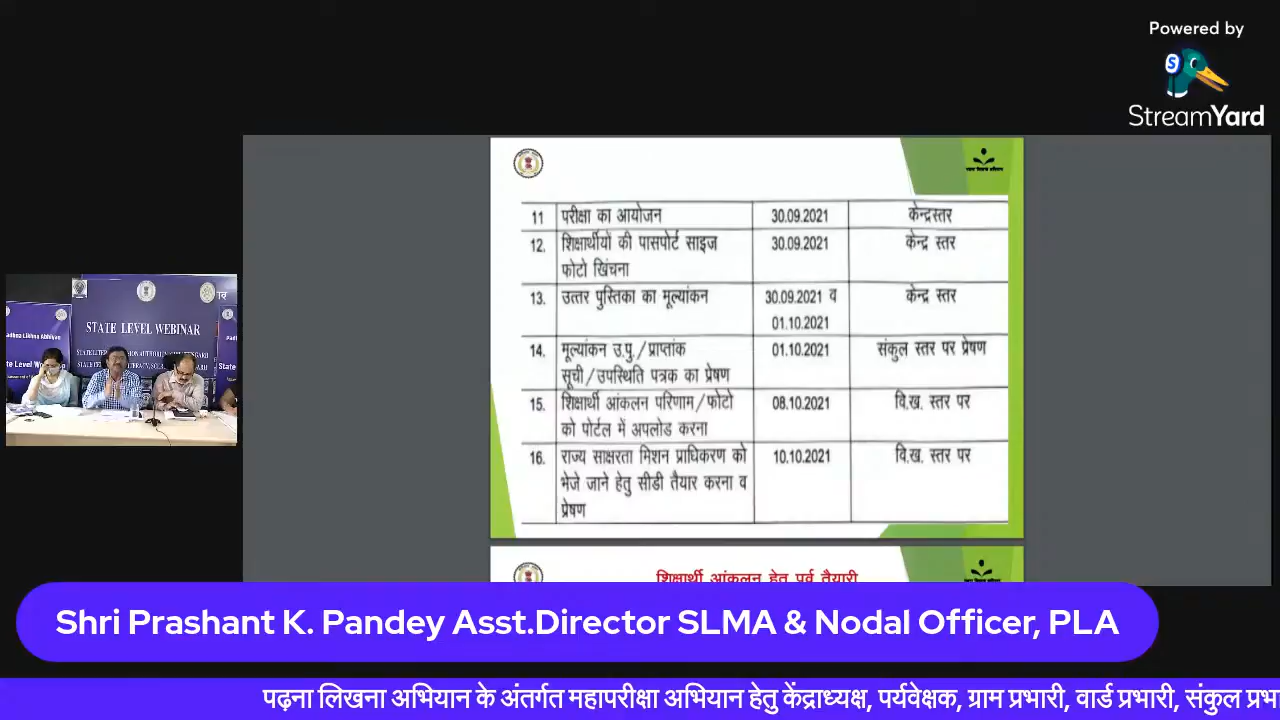 Powered by
StreamYard
11 परीक्षा का आयोजन 30.09.2021 केन्द्रस्तर
12. शिक्षार्थीयों की पासपोर्ट साइज 30.09.2021 केन्द्र स्तर
फोटो खिंचना
13. उत्तर पुस्तिका का मूल्यांकन 30.09.2021 व केन्द्र स्तर
01.10.2021
14. मूल्यांकन उ.पु./प्राप्तांक 01.10.2021 संकुल स्तर पर प्रेषण
सूची/उपस्थिति पत्रक का प्रेषण
15. शिक्षार्थी आंकलन परिणाम/फोटो 08.10.2021 वि.ख. स्तर पर
को पोर्टल में अपलोड करना
16. राज्य साक्षरता मिशन प्राधिकरण को 10.10.2021 वि.ख. स्तर पर
भेजे जाने हेतु सीडी तैयार करना व
प्रेषण
शिक्षार्थी आंकलन हेतु पूर्व तैयारी
STATE LEVEL WEBINAR
Shri Prashant K. Pandey Asst.Director SLMA & Nodal Officer, PLA
पढ़ना लिखना अभियान के अंतर्गत महापरीक्षा अभियान हेतु केंद्राध्यक्ष, पर्यवेक्षक, ग्राम प्रभारी, वार्ड प्रभारी, संकुल प्रभा